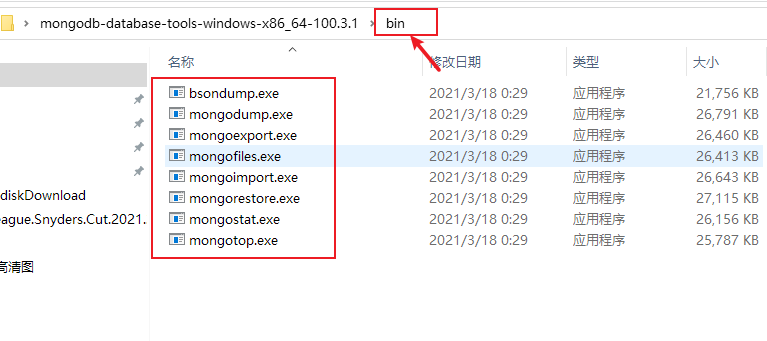 mongodb-database-tools-windows-x86_64-100.3.1 › bin
名称 修改日期 类型 大小
bsondump.exe 2021/3/18 0:29 应用程序 21,756 KB
mongodump.exe 2021/3/18 0:29 应用程序 26,791 KB
mongoexport.exe 2021/3/18 0:29 应用程序 26,460 KB
mongofiles.exe 2021/3/18 0:29 应用程序 26,413 KB
mongoimport.exe 2021/3/18 0:29 应用程序 26,643 KB
diskDownload mongorestore.exe 2021/3/18 0:29 应用程序 27,115 KB
eague.Snyders.Cut.2021. mongostat.exe 2021/3/18 0:29 应用程序 26,156 KB
mongotop.exe 2021/3/18 0:29 应用程序 25,787 KB
高清图